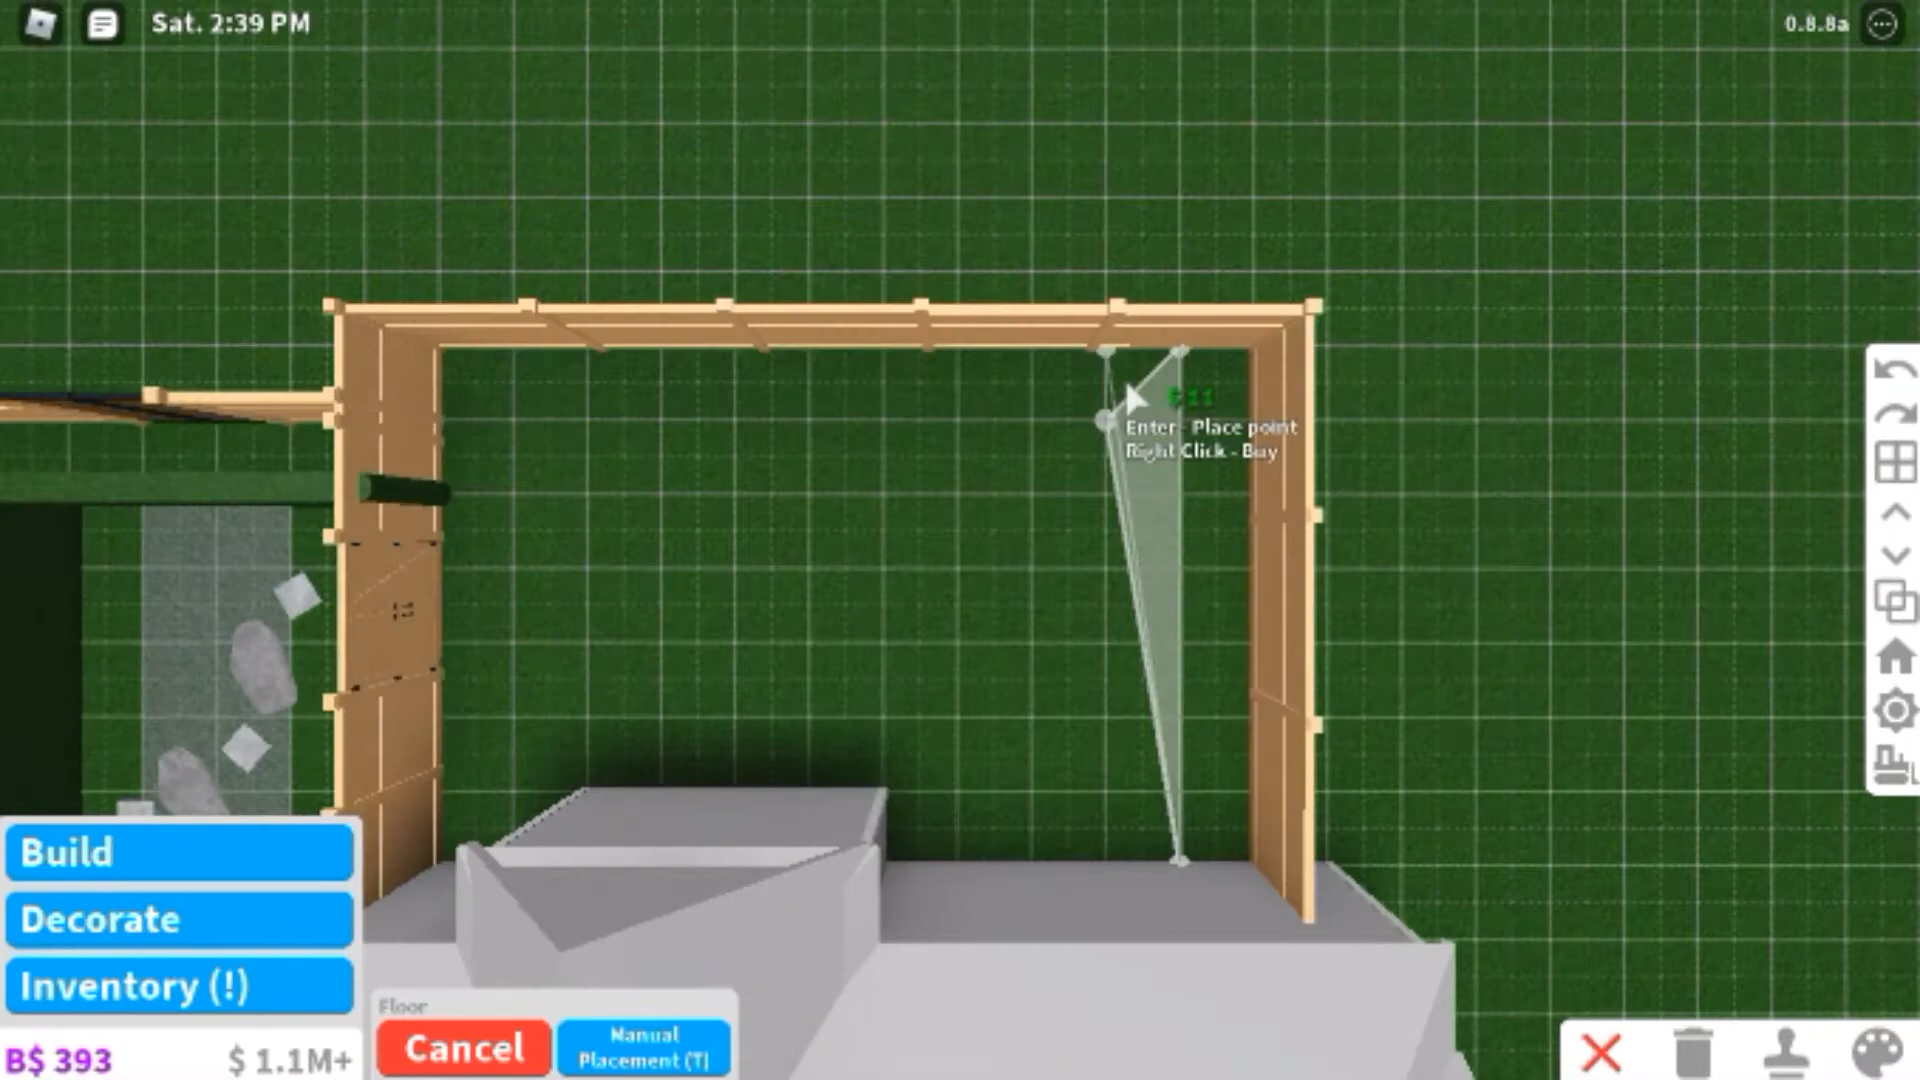 Sat. 2:39 PM
0.8.8a
$ 11
Enter - Place point
Right Click - Buy
Build
Decorate
Inventory (!)
Floor
Cancel
Manual
Placement (T)
B$ 393
$ 1.1M+